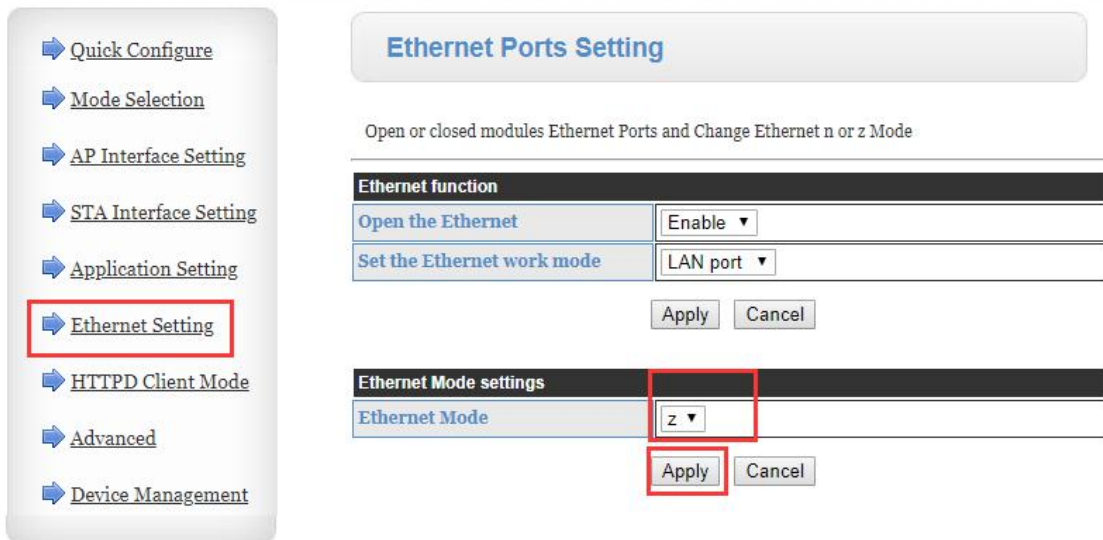 Quick Configure
Mode Selection
AP Interface Setting
STA Interface Setting
Application Setting
Ethernet Setting
HTTPD Client Mode
Advanced
Device Management
Ethernet Ports Setting
Open or closed modules Ethernet Ports and Change Ethernet n or z Mode
Ethernet function
Open the Ethernet Enable
Set the Ethernet work mode LAN port
Apply Cancel
Ethernet Mode settings
Ethernet Mode z
Apply Cancel